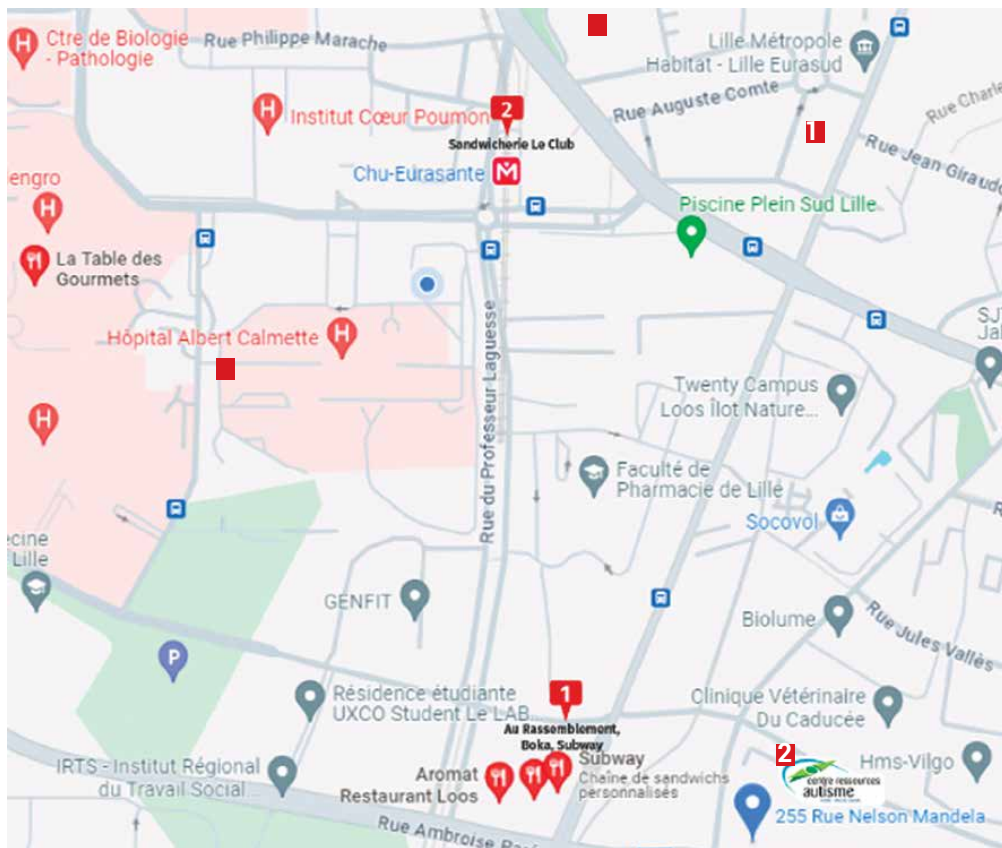 Ctre de Biologie
- Pathologie
Rue Philippe Marache
Lille Métropole
Habitat - Lille Eurasud
Institut Cœur Poumon
2
Sandwicherie Le Club
Rue Auguste Comte
Rue Charle
1
Rue Jean Giraudo
Chu-Eurasante
engro
Piscine Plein Sud Lille
La Table des
Gourmets
Hôpital Albert Calmette
Rue du Professeur Laguesse
Twenty Campus
Loos Îlot Nature...
Faculté de
Pharmacie de Lille
Socovol
ecine
Lille
GENFIT
Biolume
Rue Jules Vallès
P
Résidence étudiante
UXCO Student Le LAB
1
Au Rassemblement,
Boka, Subway
Clinique Vétérinaire
Du Caducée
IRTS - Institut Régional
du Travail Social...
Aromat
Restaurant Loos
Subway
Chaîne de sandwichs
personnalisés
2
centre ressources
autisme
Hms-Vilgo
255 Rue Nelson Mandela
Rue Ambroise Paré